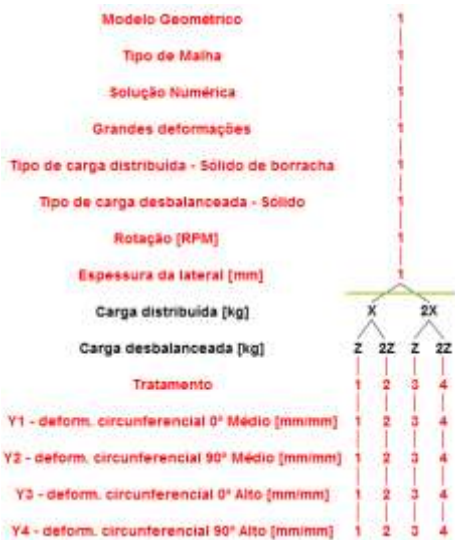 Modelo Geométrico 1
Tipo de Malha 1
Solução Numérica 1
Grandes deformações 1
Tipo de carga distribuída - Sólido de borracha 1
Tipo de carga desbalanceada - Sólido 1
Rotação [RPM] 1
Espessura da lateral [mm] 1
Carga distribuída [kg] X 2X
Carga desbalanceada [kg] Z 2Z Z 2Z
Tratamento 1 2 3 4
Y1 - deform. circunferencial 0º Médio [mm/mm] 1 2 3 4
Y2 - deform. circunferencial 90º Médio [mm/mm] 1 2 3 4
Y3 - deform. circunferencial 0º Alto [mm/mm] 1 2 3 4
Y4 - deform. circunferencial 90º Alto [mm/mm] 1 2 3 4